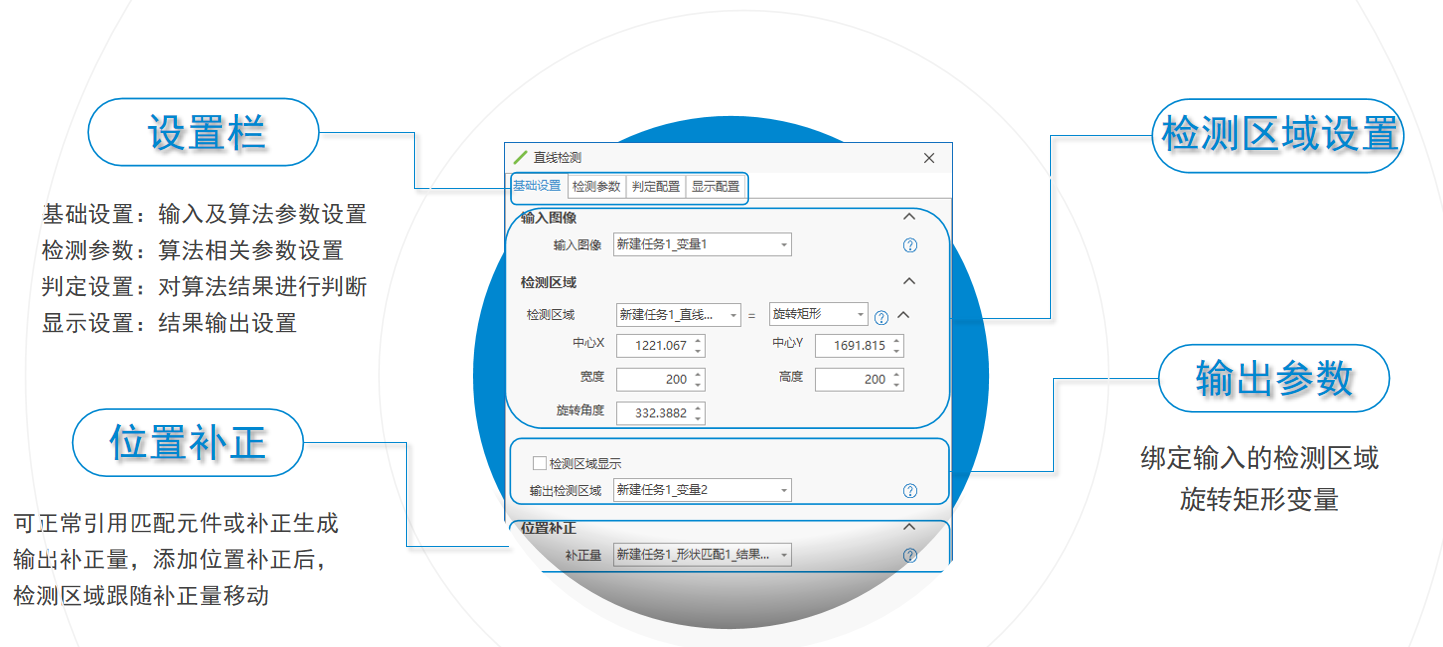 设置栏
基础设置：输入及算法参数设置
检测参数：算法相关参数设置
判定设置：对算法结果进行判断
显示设置：结果输出设置
位置补正
可正常引用匹配元件或补正生成
输出补正量，添加位置补正后，
检测区域跟随补正量移动
直线检测
基础设置 检测参数 判定配置 显示配置
输入图像
输入图像 新建任务1_变量1
检测区域
检测区域 新建任务1_直线... = 旋转矩形
中心X 1221.067 中心Y 1691.815
宽度 200 高度 200
旋转角度 332.3882
检测区域显示
输出检测区域 新建任务1_变量2
位置补正
补正量 新建任务1_形状匹配1_结果...
检测区域设置
输出参数
绑定输入的检测区域
旋转矩形变量